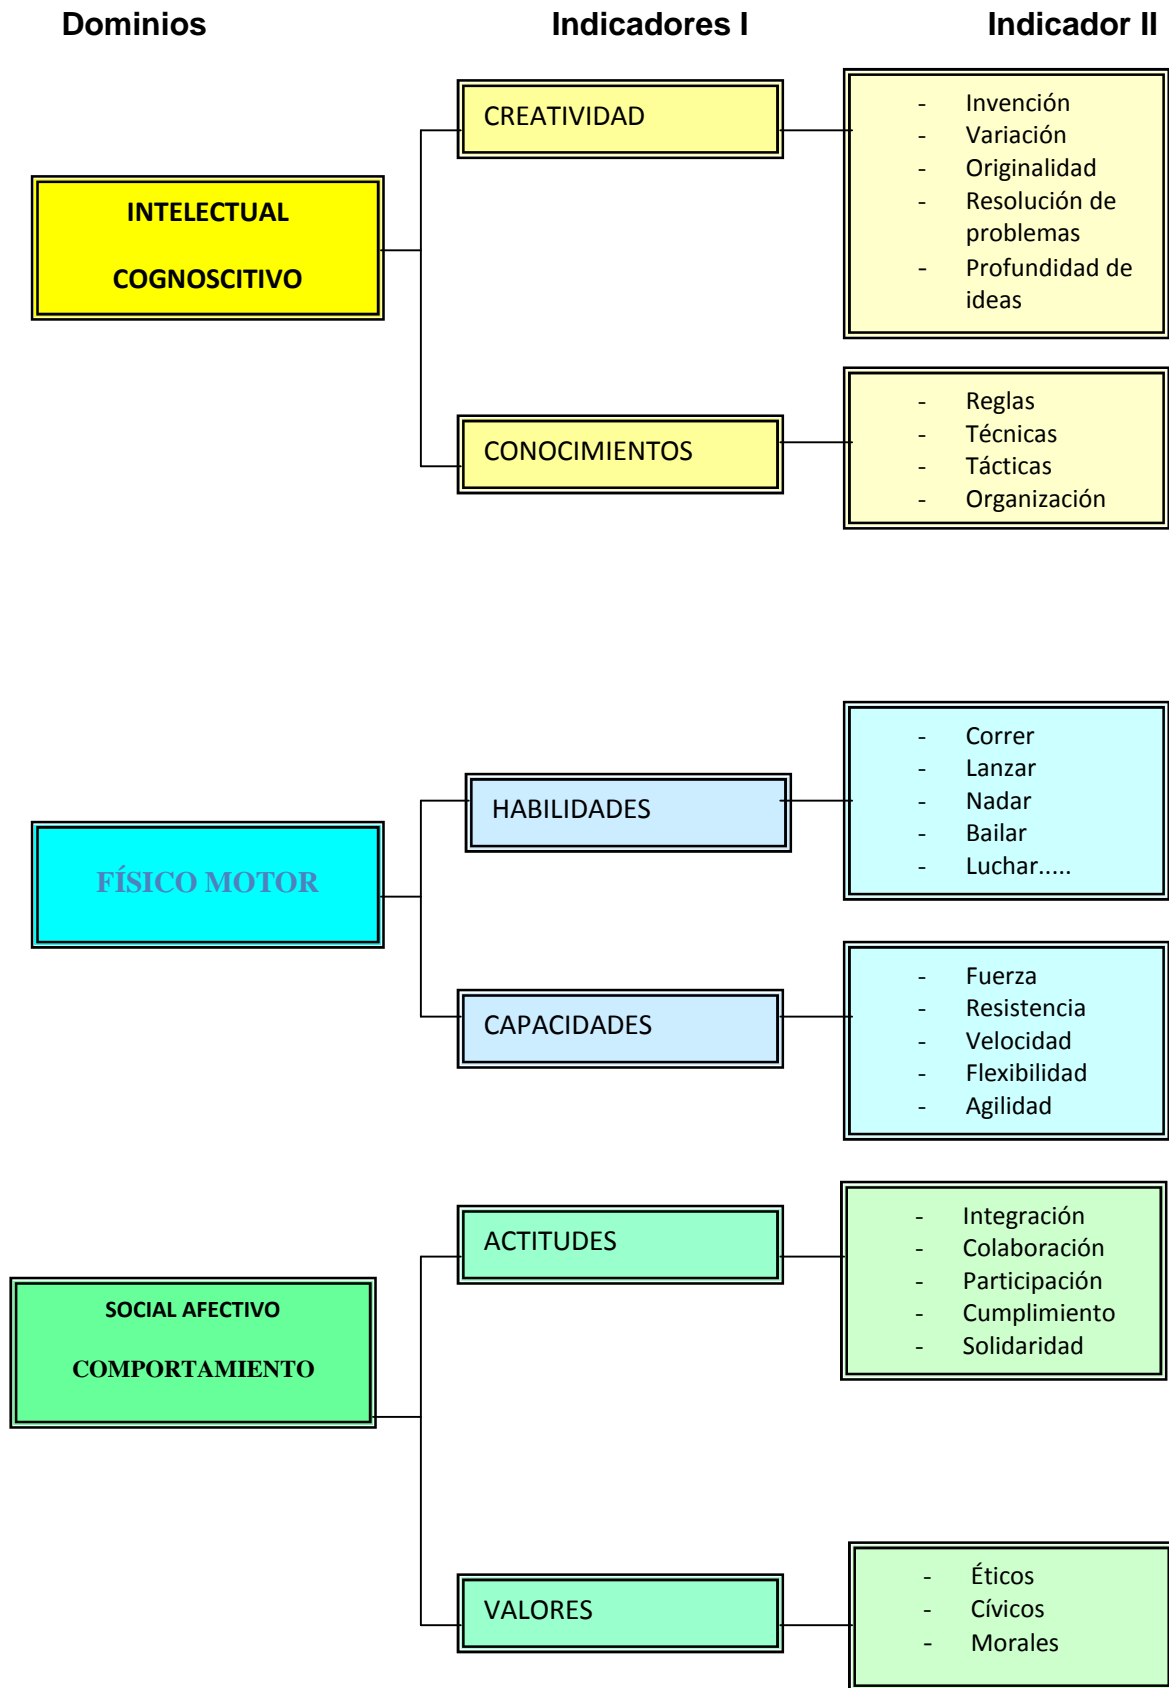 Dominios Indicadores I Indicador II
CREATIVIDAD
- Invención
- Variación
- Originalidad
- Resolución de
problemas
- Profundidad de
ideas
INTELECTUAL
COGNOSCITIVO
CONOCIMIENTOS
- Reglas
- Técnicas
- Tácticas
- Organización
HABILIDADES
- Correr
- Lanzar
- Nadar
- Bailar
- Luchar.....
FÍSICO MOTOR
CAPACIDADES
- Fuerza
- Resistencia
- Velocidad
- Flexibilidad
- Agilidad
ACTITUDES
- Integración
- Colaboración
- Participación
- Cumplimiento
- Solidaridad
SOCIAL AFECTIVO
COMPORTAMIENTO
VALORES
- Éticos
- Cívicos
- Morales